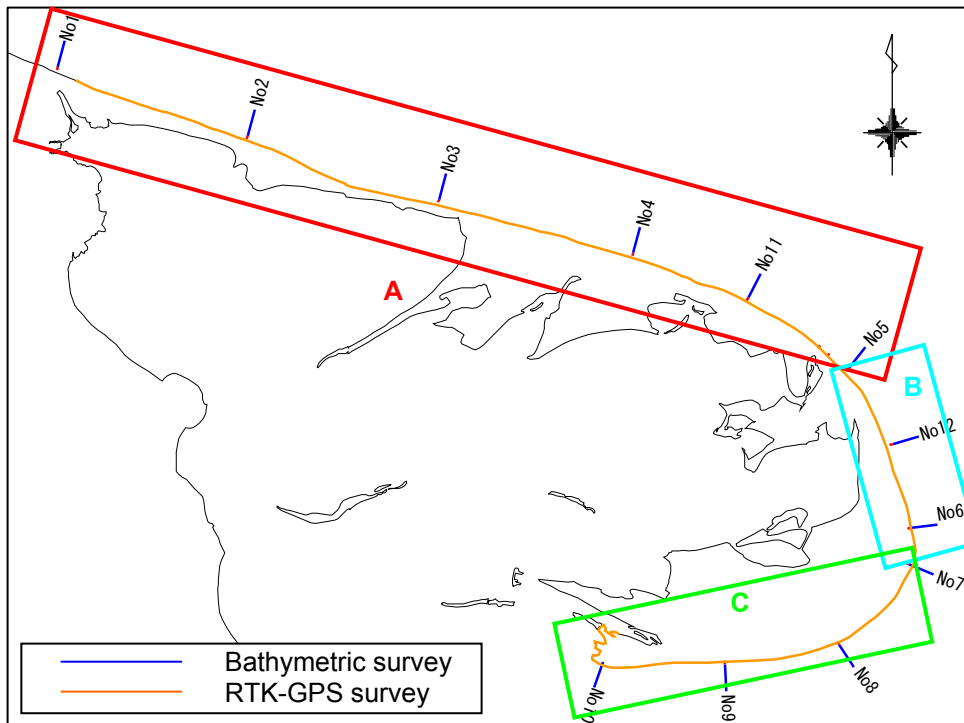 No1
No2
No3
No4
No11
A
No5
B
No12
No6
No7
C
No8
No9
No10
Bathymetric survey
RTK-GPS survey